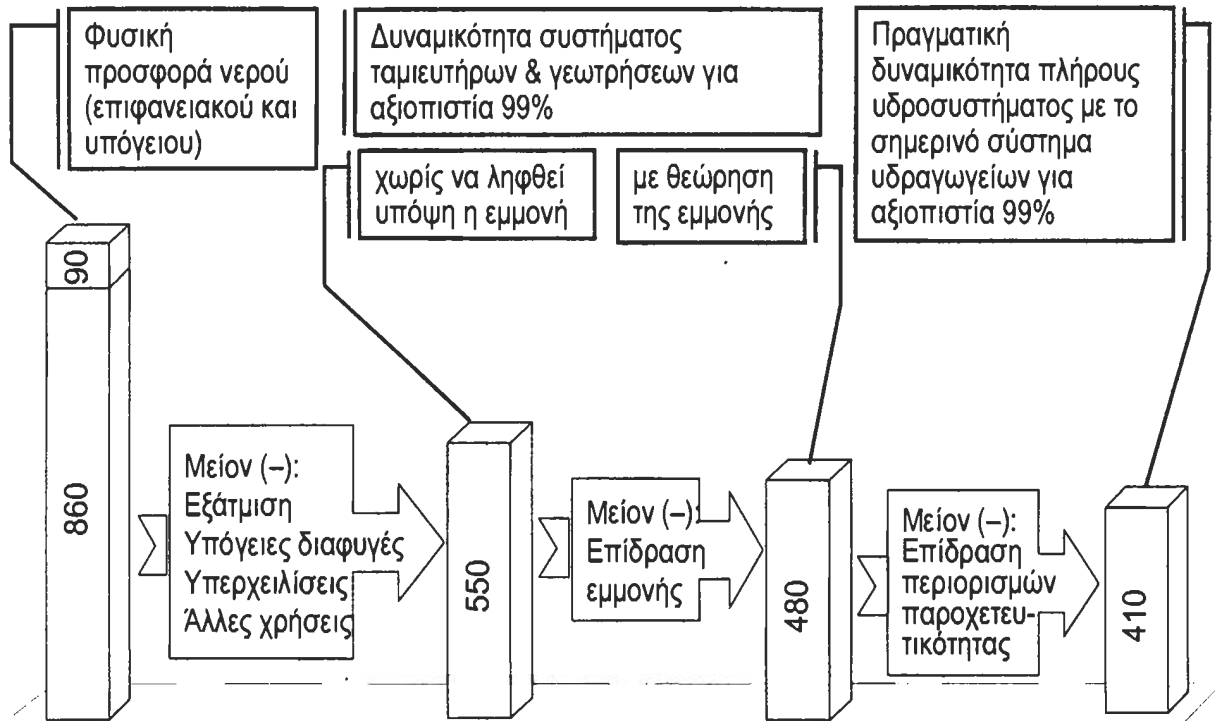 Φυσική
προσφορά νερού
(επιφανειακού και
υπόγειου)
Δυναμικότητα συστήματος
ταμιευτήρων & γεωτρήσεων για
αξιοπιστία 99%
χωρίς να ληφθεί
υπόψη η εμμονή
με θεώρηση
της εμμονής
Πραγματική
δυναμικότητα πλήρους
υδροσυστήματος με το
σημερινό σύστημα
υδραγωγείων για
αξιοπιστία 99%
90
860
Μείον (–):
Εξάτμιση
Υπόγειες διαφυγές
Υπερχειλίσεις
Άλλες χρήσεις
550
Μείον (–):
Επίδραση
εμμονής
480
Μείον (–):
Επίδραση
περιορισμών
παροχετευ-
τικότητας
410